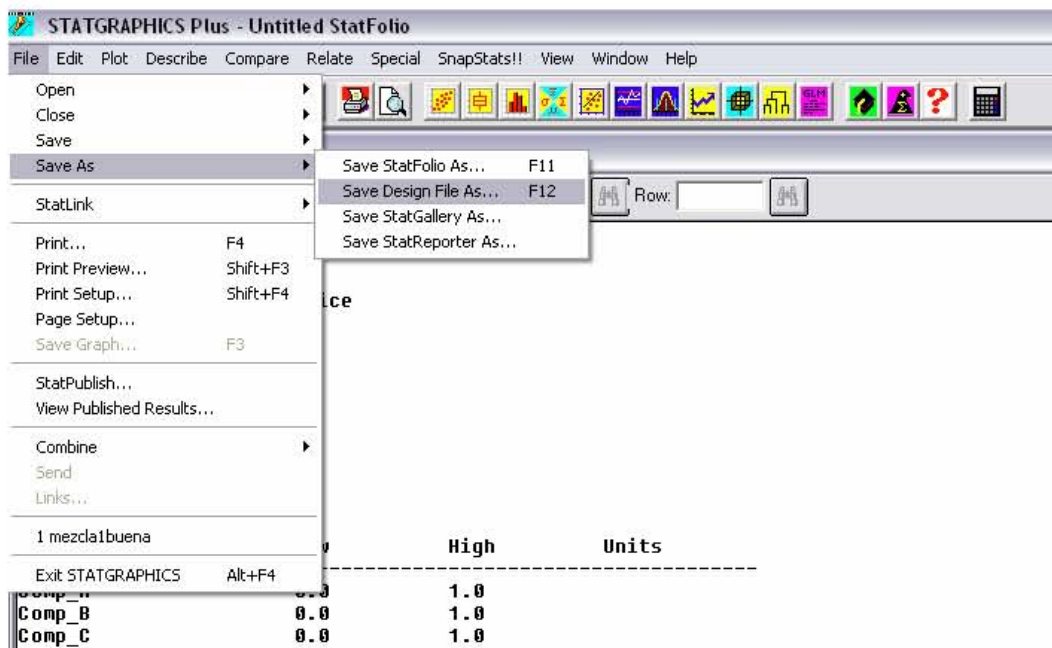 STATGRAPHICS Plus - Untitled StatFolio
File Edit Plot Describe Compare Relate Special SnapStats!! View Window Help
Open
Close
Save
Save As
Save StatFolio As... F11
Save Design File As... F12
Save StatGallery As...
Save StatReporter As...
Row:
StatLink
Print... F4
Print Preview... Shift+F3
Print Setup... Shift+F4
Page Setup...
Save Graph... F3
StatPublish...
View Published Results...
Combine
Send
Links...
1 mezcla1buena
Exit STATGRAPHICS Alt+F4
GLM
ice
High Units
1.0
Comp_B 0.0 1.0
Comp_C 0.0 1.0